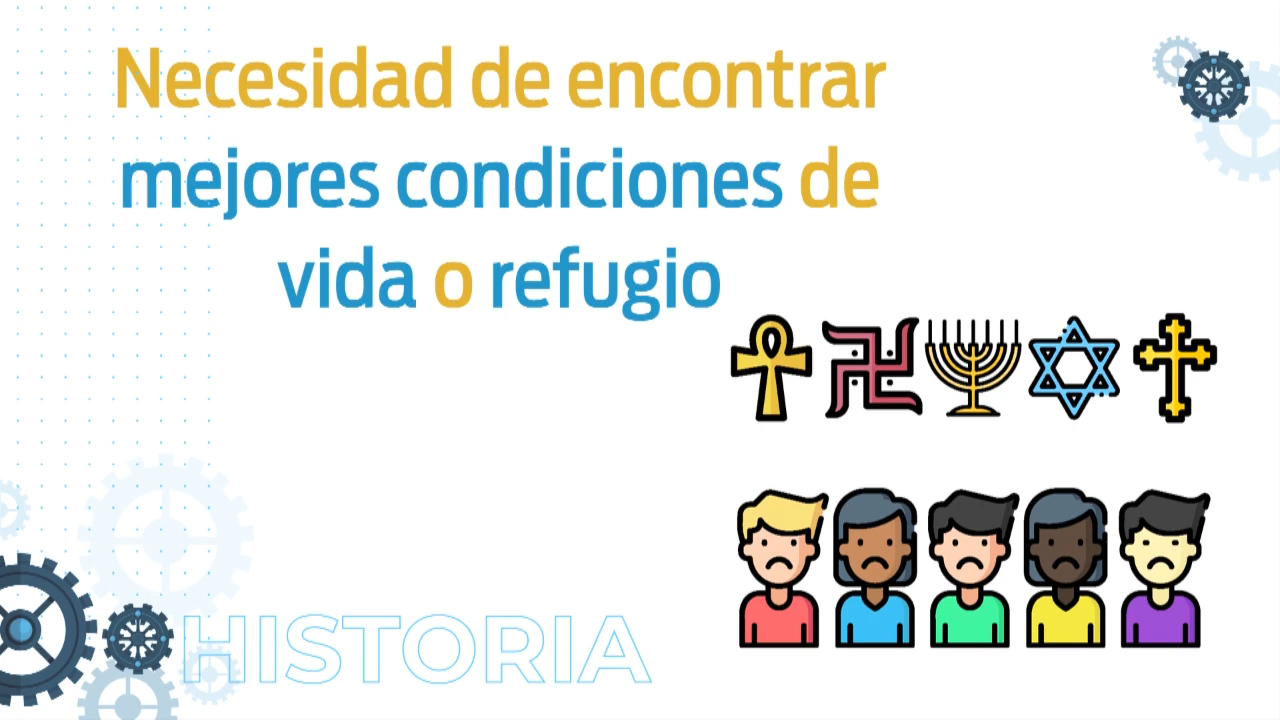 Necesidad de encontrar
mejores condiciones de
vida o refugio
HISTORIA